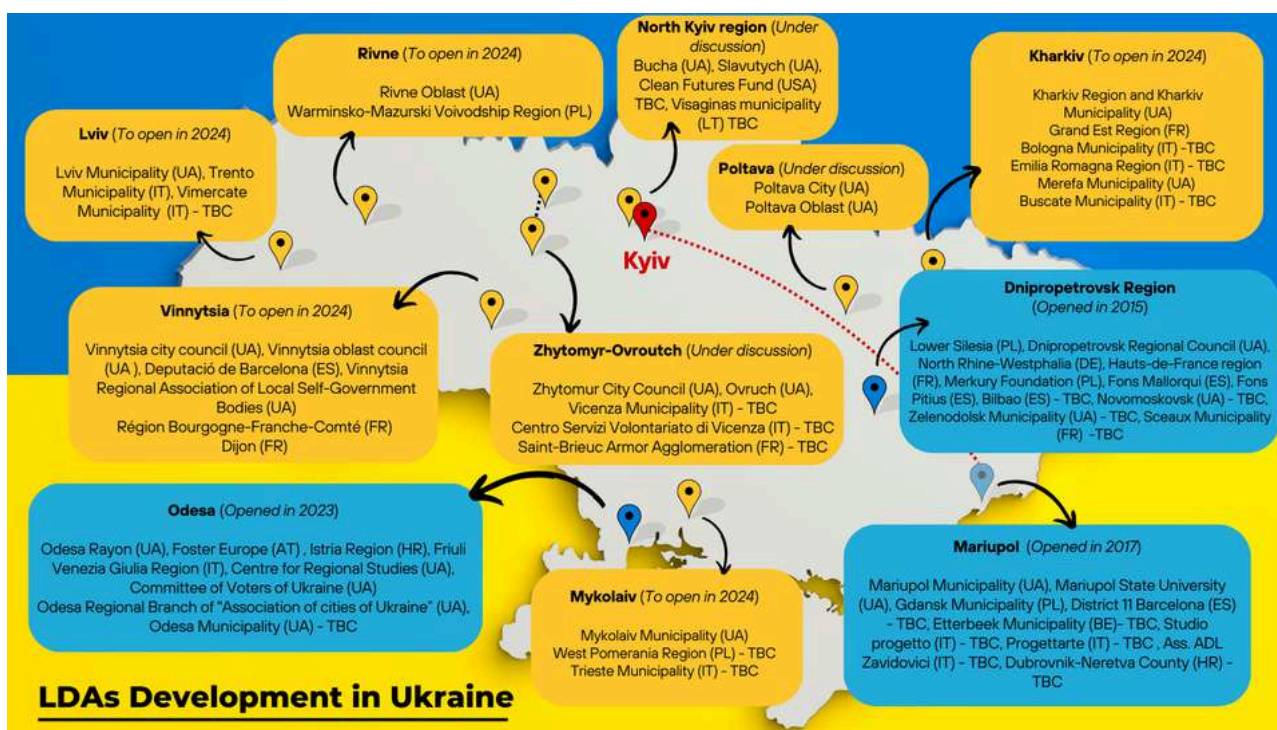 Rivne (To open in 2024)
Rivne Oblast (UA)
Warminsko-Mazurski Voivodship Region (PL)
North Kyiv region (Under
discussion)
Bucha (UA), Slavutych (UA),
Clean Futures Fund (USA)
TBC, Visaginas municipality
(LT) TBC
Kharkiv (To open in 2024)
Kharkiv Region and Kharkiv
Municipality (UA)
Grand Est Region (FR)
Bologna Municipality (IT) -TBC
Emilia Romagna Region (IT) - TBC
Merefa Municipality (UA)
Buscate Municipality (IT) - TBC
Lviv (To open in 2024)
Lviv Municipality (UA), Trento
Municipality (IT), Vimercate
Municipality (IT) - TBC
Poltava (Under discussion)
Poltava City (UA)
Poltava Oblast (UA)
Kyiv
Vinnytsia (To open in 2024)
Vinnytsia city council (UA), Vinnytsia oblast council
(UA ), Deputació de Barcelona (ES), Vinnytsia
Regional Association of Local Self-Government
Bodies (UA)
Région Bourgogne-Franche-Comté (FR)
Dijon (FR)
Zhytomyr-Ovroutch (Under discussion)
Zhytomur City Council (UA), Ovruch (UA),
Vicenza Municipality (IT) - TBC
Centro Servizi Volontariato di Vicenza (IT) - TBC
Saint-Brieuc Armor Agglomeration (FR) - TBC
Dnipropetrovsk Region
(Opened in 2015)
Lower Silesia (PL), Dnipropetrovsk Regional Council (UA),
North Rhine-Westphalia (DE), Hauts-de-France region
(FR), Merkury Foundation (PL), Fons Mallorqui (ES), Fons
Pitius (ES), Bilbao (ES) - TBC, Novomoskovsk (UA) - TBC,
Zelenodolsk Municipality (UA) - TBC, Sceaux Municipality
(FR) -TBC
Odesa (Opened in 2023)
Odesa Rayon (UA), Foster Europe (AT) , Istria Region (HR), Friuli
Venezia Giulia Region (IT), Centre for Regional Studies (UA),
Committee of Voters of Ukraine (UA)
Odesa Regional Branch of "Association of cities of Ukraine" (UA),
Odesa Municipality (UA) - TBC
Mykolaiv (To open in 2024)
Mykolaiv Municipality (UA)
West Pomerania Region (PL) - TBC
Trieste Municipality (IT) - TBC
Mariupol (Opened in 2017)
Mariupol Municipality (UA), Mariupol State University
(UA), Gdansk Municipality (PL), District 11 Barcelona (ES)
- TBC, Etterbeek Municipality (BE)- TBC, Studio
progetto (IT) - TBC, Progettarte (IT) - TBC , Ass. ADL
Zavidovici (IT) - TBC, Dubrovnik-Neretva County (HR) -
TBC
LDAs Development in Ukraine